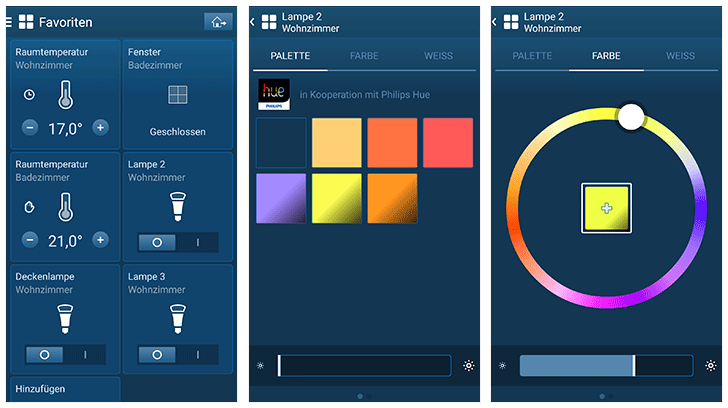 Favoriten
Raumtemperatur
Wohnzimmer
17,0°
Fenster
Badezimmer
Geschlossen
Raumtemperatur
Badezimmer
21,0°
Lampe 2
Wohnzimmer
Deckenlampe
Wohnzimmer
Lampe 3
Wohnzimmer
Hinzufügen
Lampe 2
Wohnzimmer
PALETTE FARBE WEISS
hue
PHILIPS
in Kooperation mit Philips Hue
Lampe 2
Wohnzimmer
PALETTE FARBE WEISS